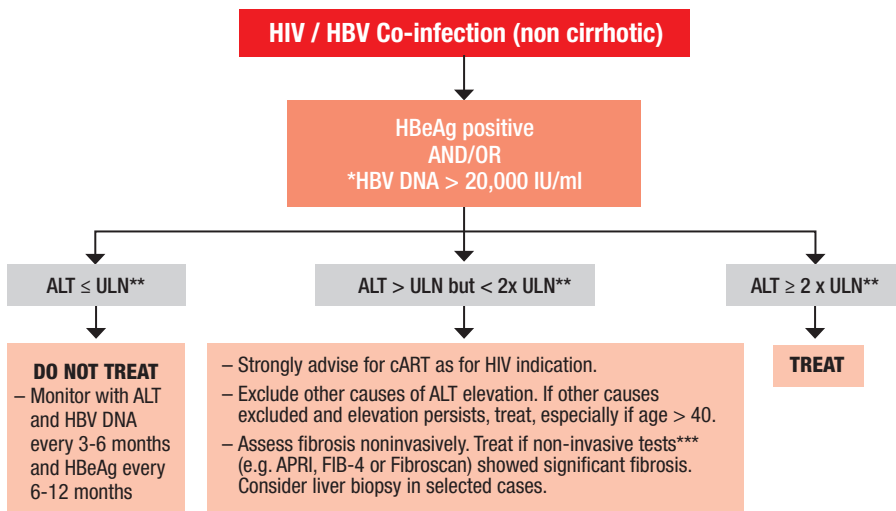 HIV / HBV Co-infection (non cirrhotic)
HBeAg positive
AND/OR
*HBV DNA > 20,000 IU/ml
ALT ≤ ULN**
ALT > ULN but < 2x ULN**
ALT ≥ 2 x ULN**
DO NOT TREAT
– Monitor with ALT
and HBV DNA
every 3-6 months
and HBeAg every
6-12 months
– Strongly advise for cART as for HIV indication.
– Exclude other causes of ALT elevation. If other causes
excluded and elevation persists, treat, especially if age > 40.
– Assess fibrosis noninvasively. Treat if non-invasive tests***
(e.g. APRI, FIB-4 or Fibroscan) showed significant fibrosis.
Consider liver biopsy in selected cases.
TREAT